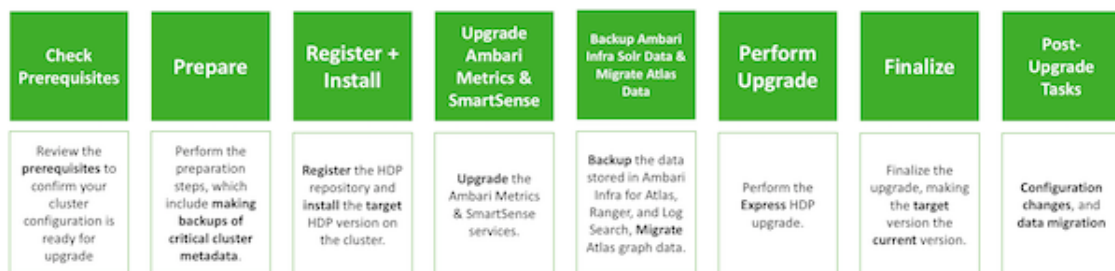 Check
Prerequisites
Review the
prerequisites to
confirm your
cluster
configuration is
ready for
upgrade
Prepare
Perform the
preparation
steps, which
include making
backups of
critical cluster
metadata.
Register +
Install
Register the HDP
repository and
install the target
HDP version on
the cluster.
Upgrade
Ambari
Metrics &
SmartSense
Upgrade the
Ambari Metrics
& SmartSense
services.
Backup Ambari
Infra Solr Data &
Migrate Atlas
Data
Backup the data
stored in Ambari
Infra for Atlas,
Ranger, and Log
Search, Migrate
Atlas graph data.
Perform
Upgrade
Perform the
Express HDP
upgrade.
Finalize
Finalize the
upgrade, making
the target
version the
current version.
Post-
Upgrade
Tasks
Configuration
changes, and
data migration